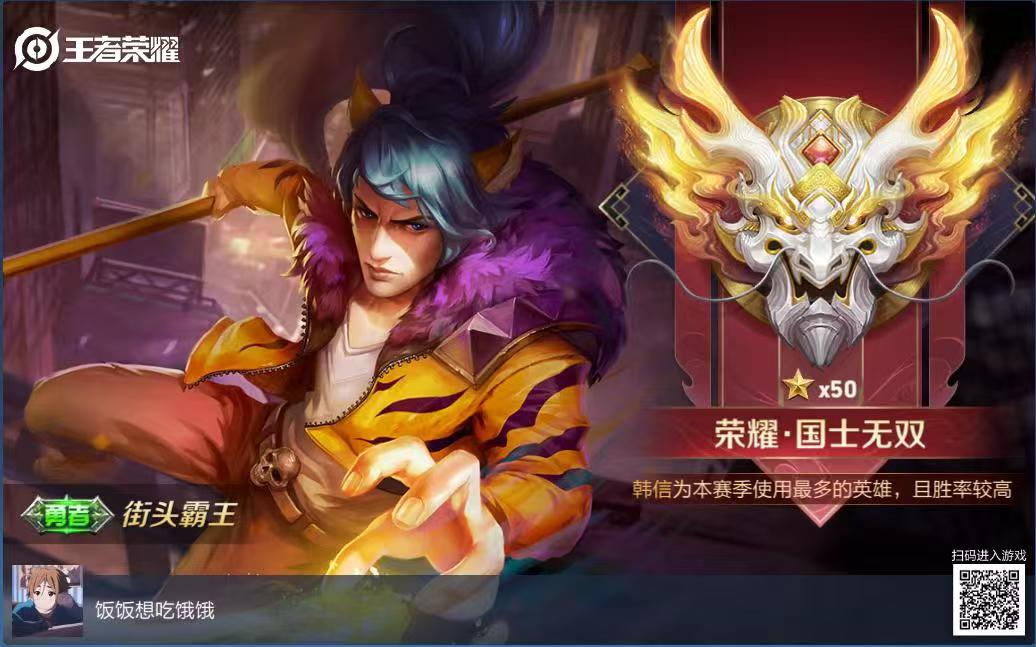 王者荣耀
x50
荣耀·国士无双
韩信为本赛季使用最多的英雄，且胜率较高
勇者 街头霸王
扫码进入游戏
饭饭想吃饿饿